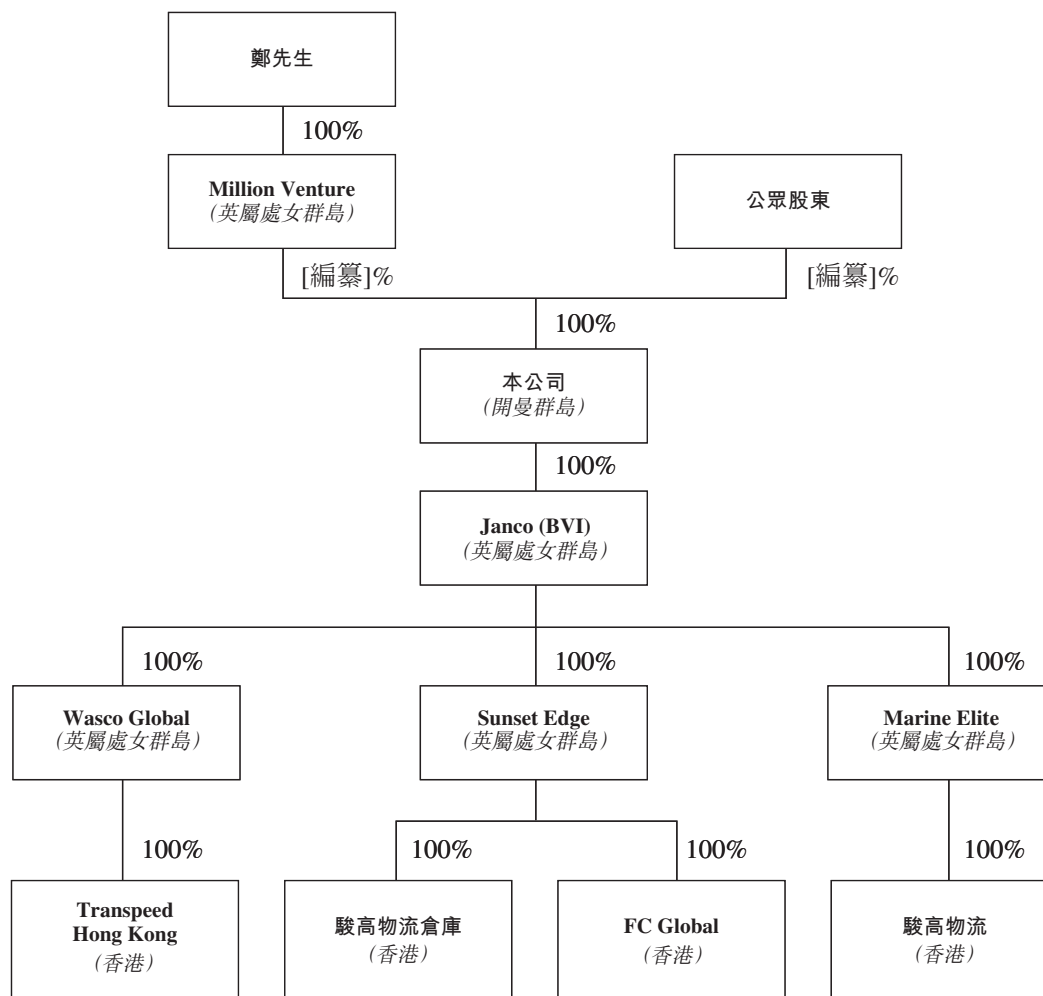 鄭先生
100%
Million Venture
(英屬處女群島)
公眾股東
[編纂]%
[編纂]%
100%
本公司
(開曼群島)
100%
Janco (BVI)
(英屬處女群島)
100%
100%
100%
Wasco Global
(英屬處女群島)
Sunset Edge
(英屬處女群島)
Marine Elite
(英屬處女群島)
100%
100%
100%
100%
Transpeed
Hong Kong
(香港)
駿高物流倉庫
(香港)
FC Global
(香港)
駿高物流
(香港)